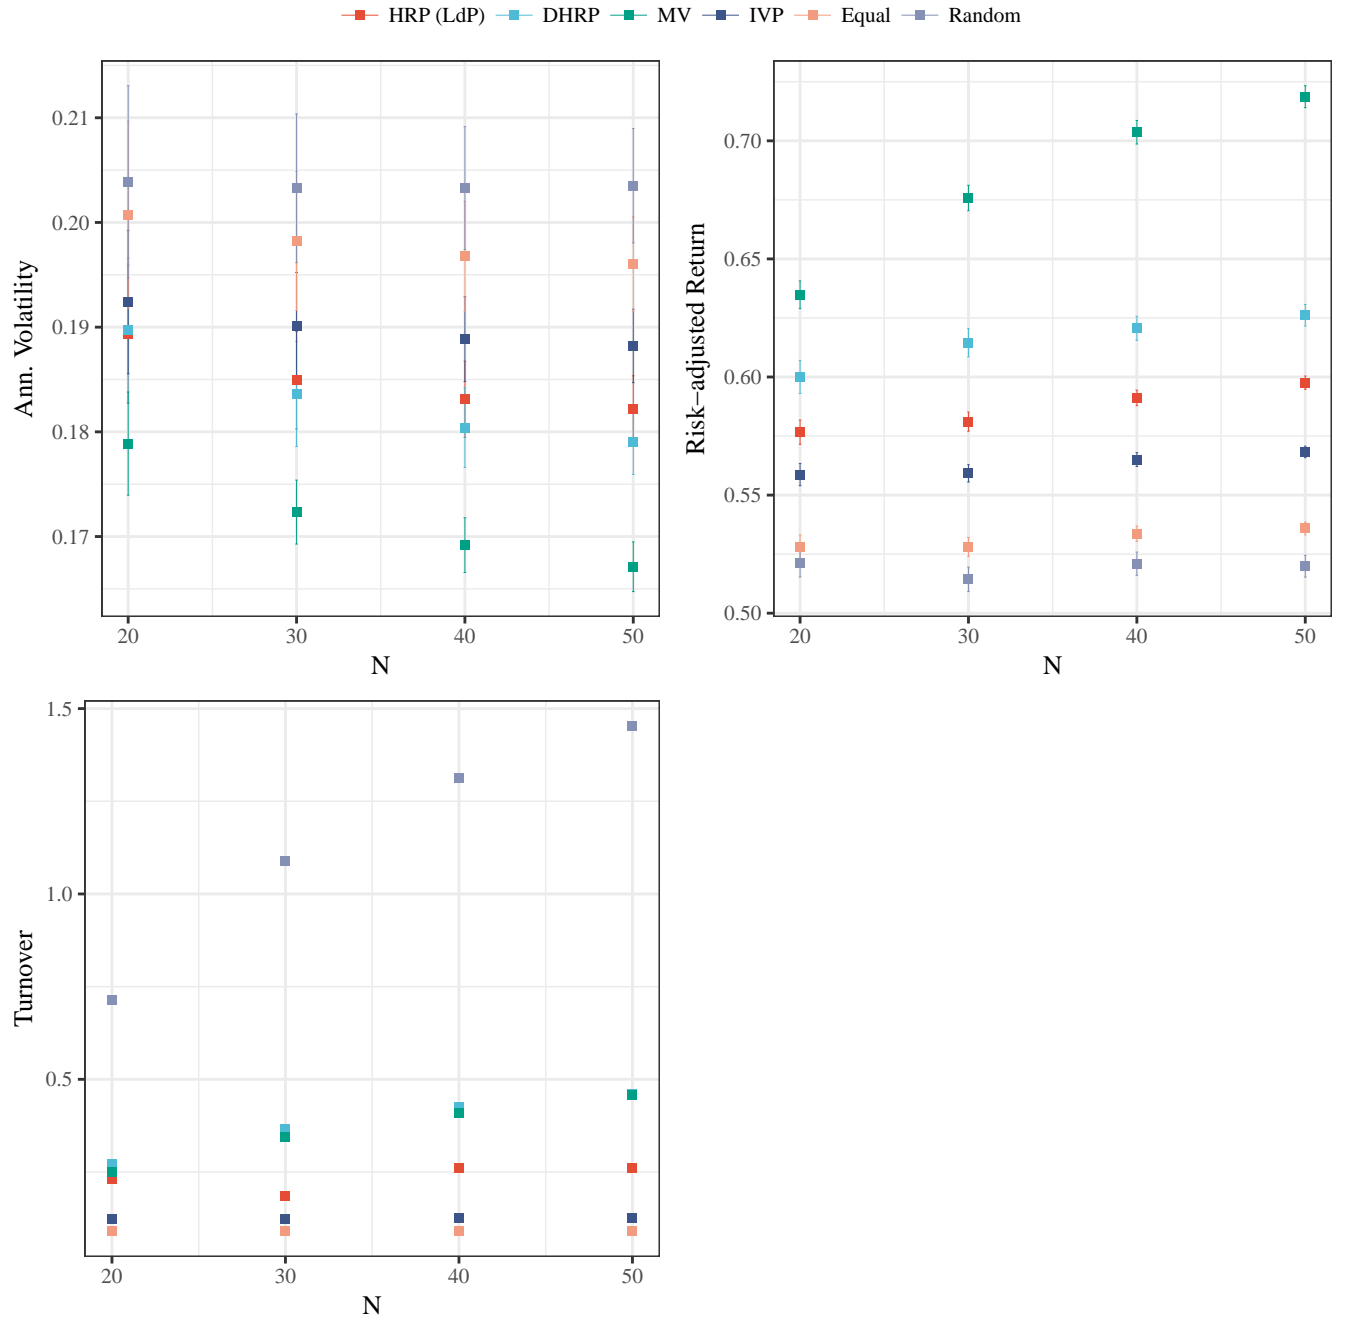 HRP (LdP) DHRP MV IVP Equal Random
0.21
0.20
0.19
0.18
0.17
Ann. Volatility
20 30 40 50
N
0.70
0.65
0.60
0.55
0.50
Risk−adjusted Return
20 30 40 50
N
1.5
1.0
0.5
Turnover
20 30 40 50
N